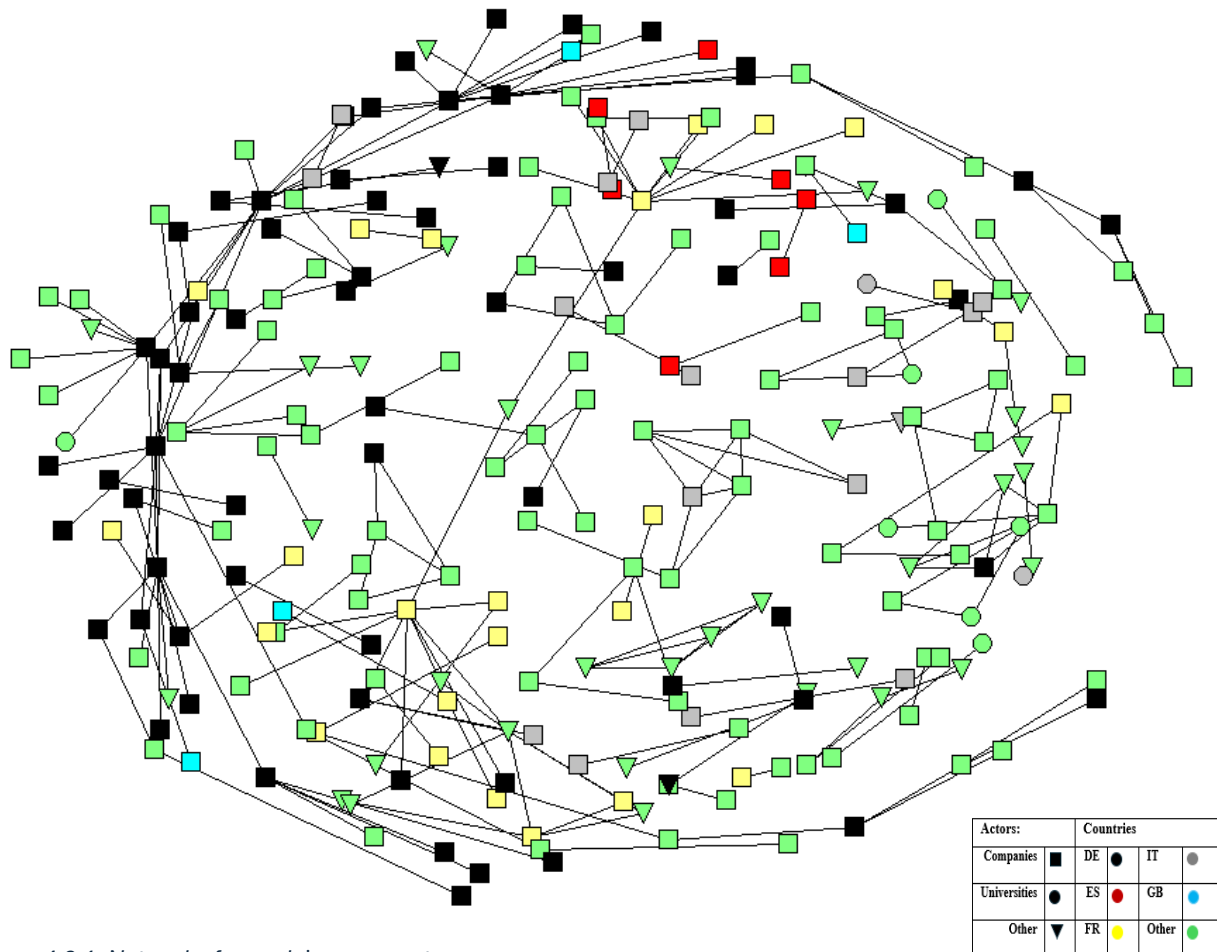 Actors: Countries
Companies DE IT
Universities ES GB
Other FR Other